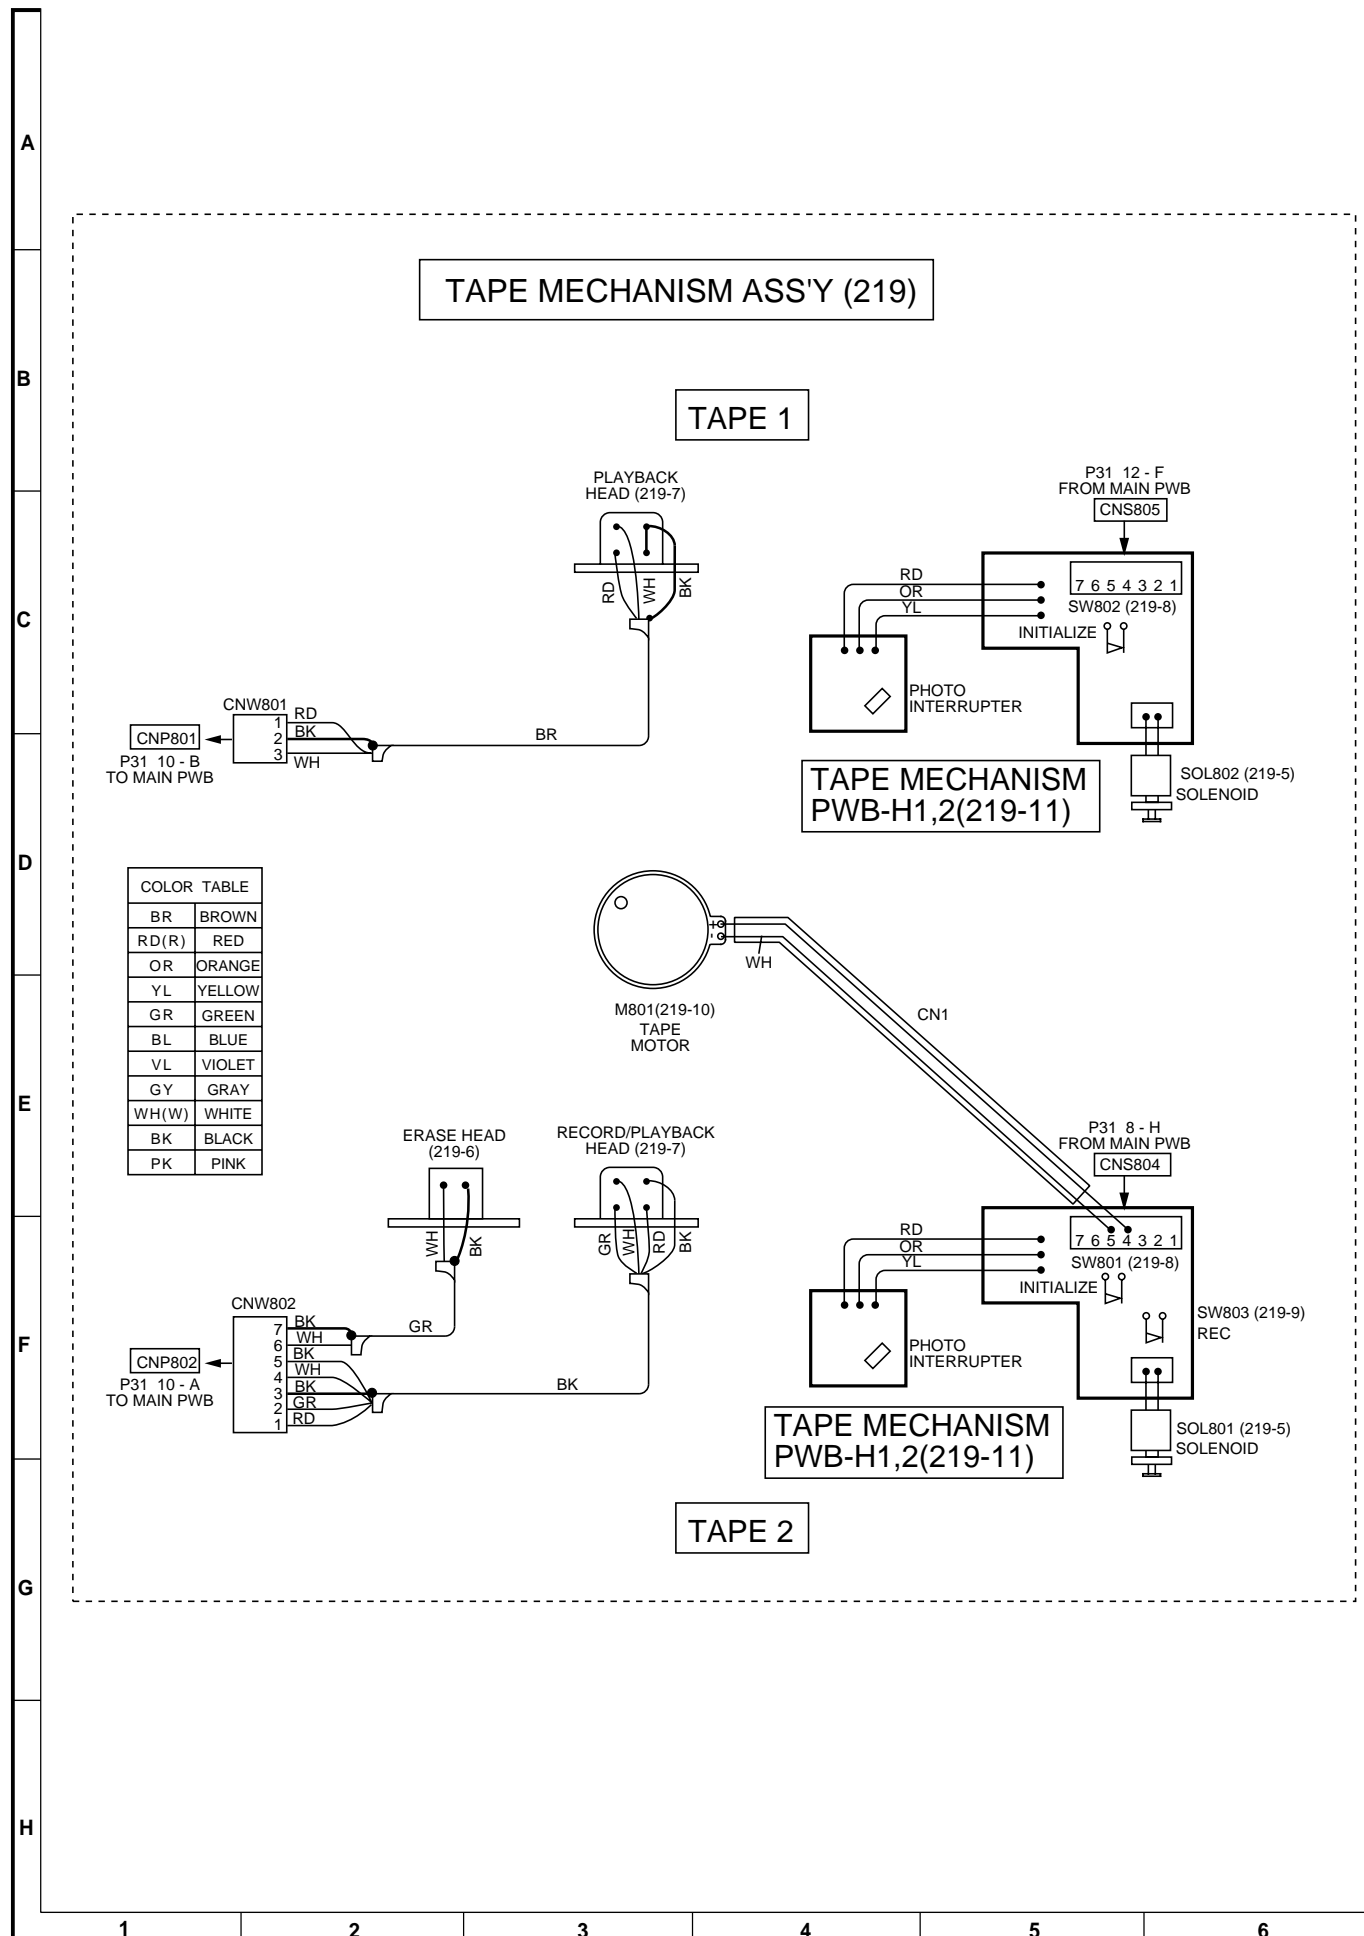 A
B
C
D
E
F
G
H
TAPE MECHANISM ASS'Y (219)
TAPE 1
PLAYBACK
HEAD (219-7)
RD
WH
BK
P31 12 - F
FROM MAIN PWB
CNS805
7 6 5 4 3 2 1
SW802 (219-8)
INITIALIZE
RD
OR
YL
PHOTO
INTERRUPTER
CNW801
1
2
3
RD
BK
WH
BR
CNP801
P31 10 - B
TO MAIN PWB
TAPE MECHANISM
PWB-H1,2(219-11)
SOL802 (219-5)
SOLENOID
COLOR TABLE
BR BROWN
RD(R) RED
OR ORANGE
YL YELLOW
GR GREEN
BL BLUE
VL VIOLET
GY GRAY
WH(W) WHITE
BK BLACK
PK PINK
+
-
WH
M801(219-10)
TAPE
MOTOR
CN1
ERASE HEAD
(219-6)
WH
BK
RECORD/PLAYBACK
HEAD (219-7)
GR
WH
RD
BK
P31 8 - H
FROM MAIN PWB
CNS804
7 6 5 4 3 2 1
SW801 (219-8)
INITIALIZE
RD
OR
YL
PHOTO
INTERRUPTER
SW803 (219-9)
REC
CNW802
7 BK
6 WH
5 BK
4 WH
3 BK
2 GR
1 RD
GR
BK
CNP802
P31 10 - A
TO MAIN PWB
TAPE MECHANISM
PWB-H1,2(219-11)
SOL801 (219-5)
SOLENOID
TAPE 2
1 2 3 4 5 6